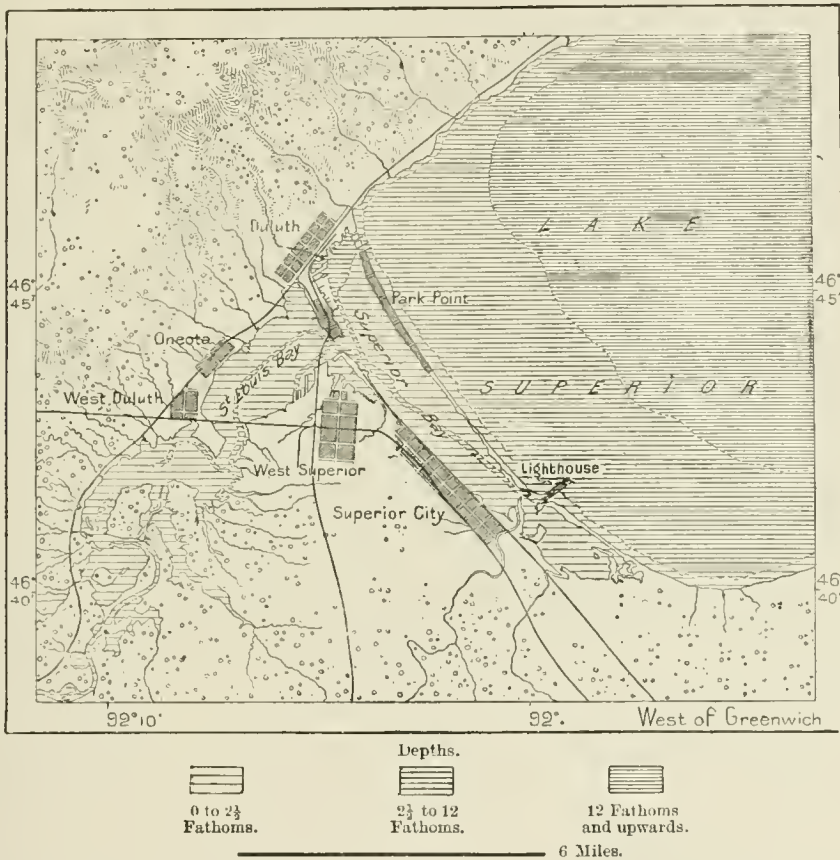 Duluth
L A K E
46°
45'
46°
45'
Park Point
Oneota
St Louis Bay
Superior Bay
S U P E R I O R
West Duluth
West Superior
Lighthouse
Superior City
46°
40'
46°
40'
92°10'
92°
West of Greenwich
Depths.
0 to 2½
Fathoms.
2½ to 12
Fathoms.
12 Fathoms
and upwards.
6 Miles.